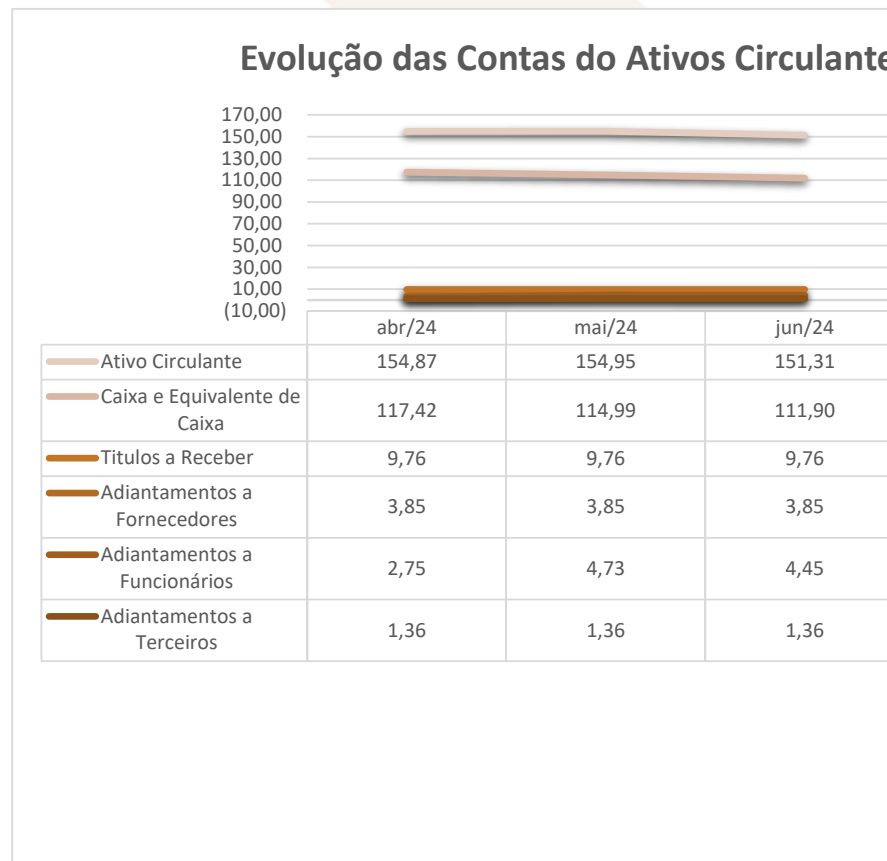 Evolução das Contas do Ativos Circulante
170,00
150,00
130,00
110,00
90,00
70,00
50,00
30,00
10,00
(10,00)
abr/24 mai/24 jun/24
Ativo Circulante 154,87 154,95 151,31
Caixa e Equivalente de
Caixa 117,42 114,99 111,90
Titulos a Receber 9,76 9,76 9,76
Adiantamentos a
Fornecedores 3,85 3,85 3,85
Adiantamentos a
Funcionários 2,75 4,73 4,45
Adiantamentos a
Terceiros 1,36 1,36 1,36